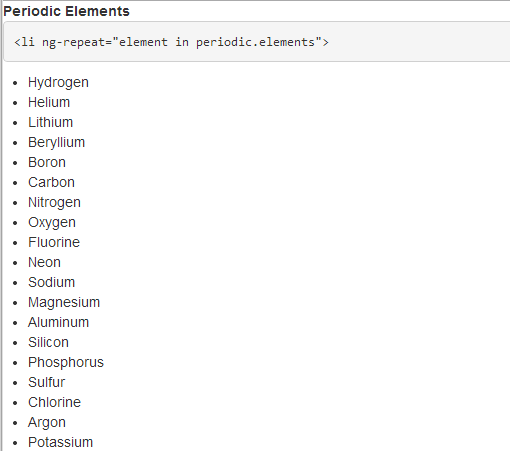 Periodic Elements
<li ng-repeat="element in periodic.elements">
Hydrogen
Helium
Lithium
Beryllium
Boron
Carbon
Nitrogen
Oxygen
Fluorine
Neon
Sodium
Magnesium
Aluminum
Silicon
Phosphorus
Sulfur
Chlorine
Argon
Potassium